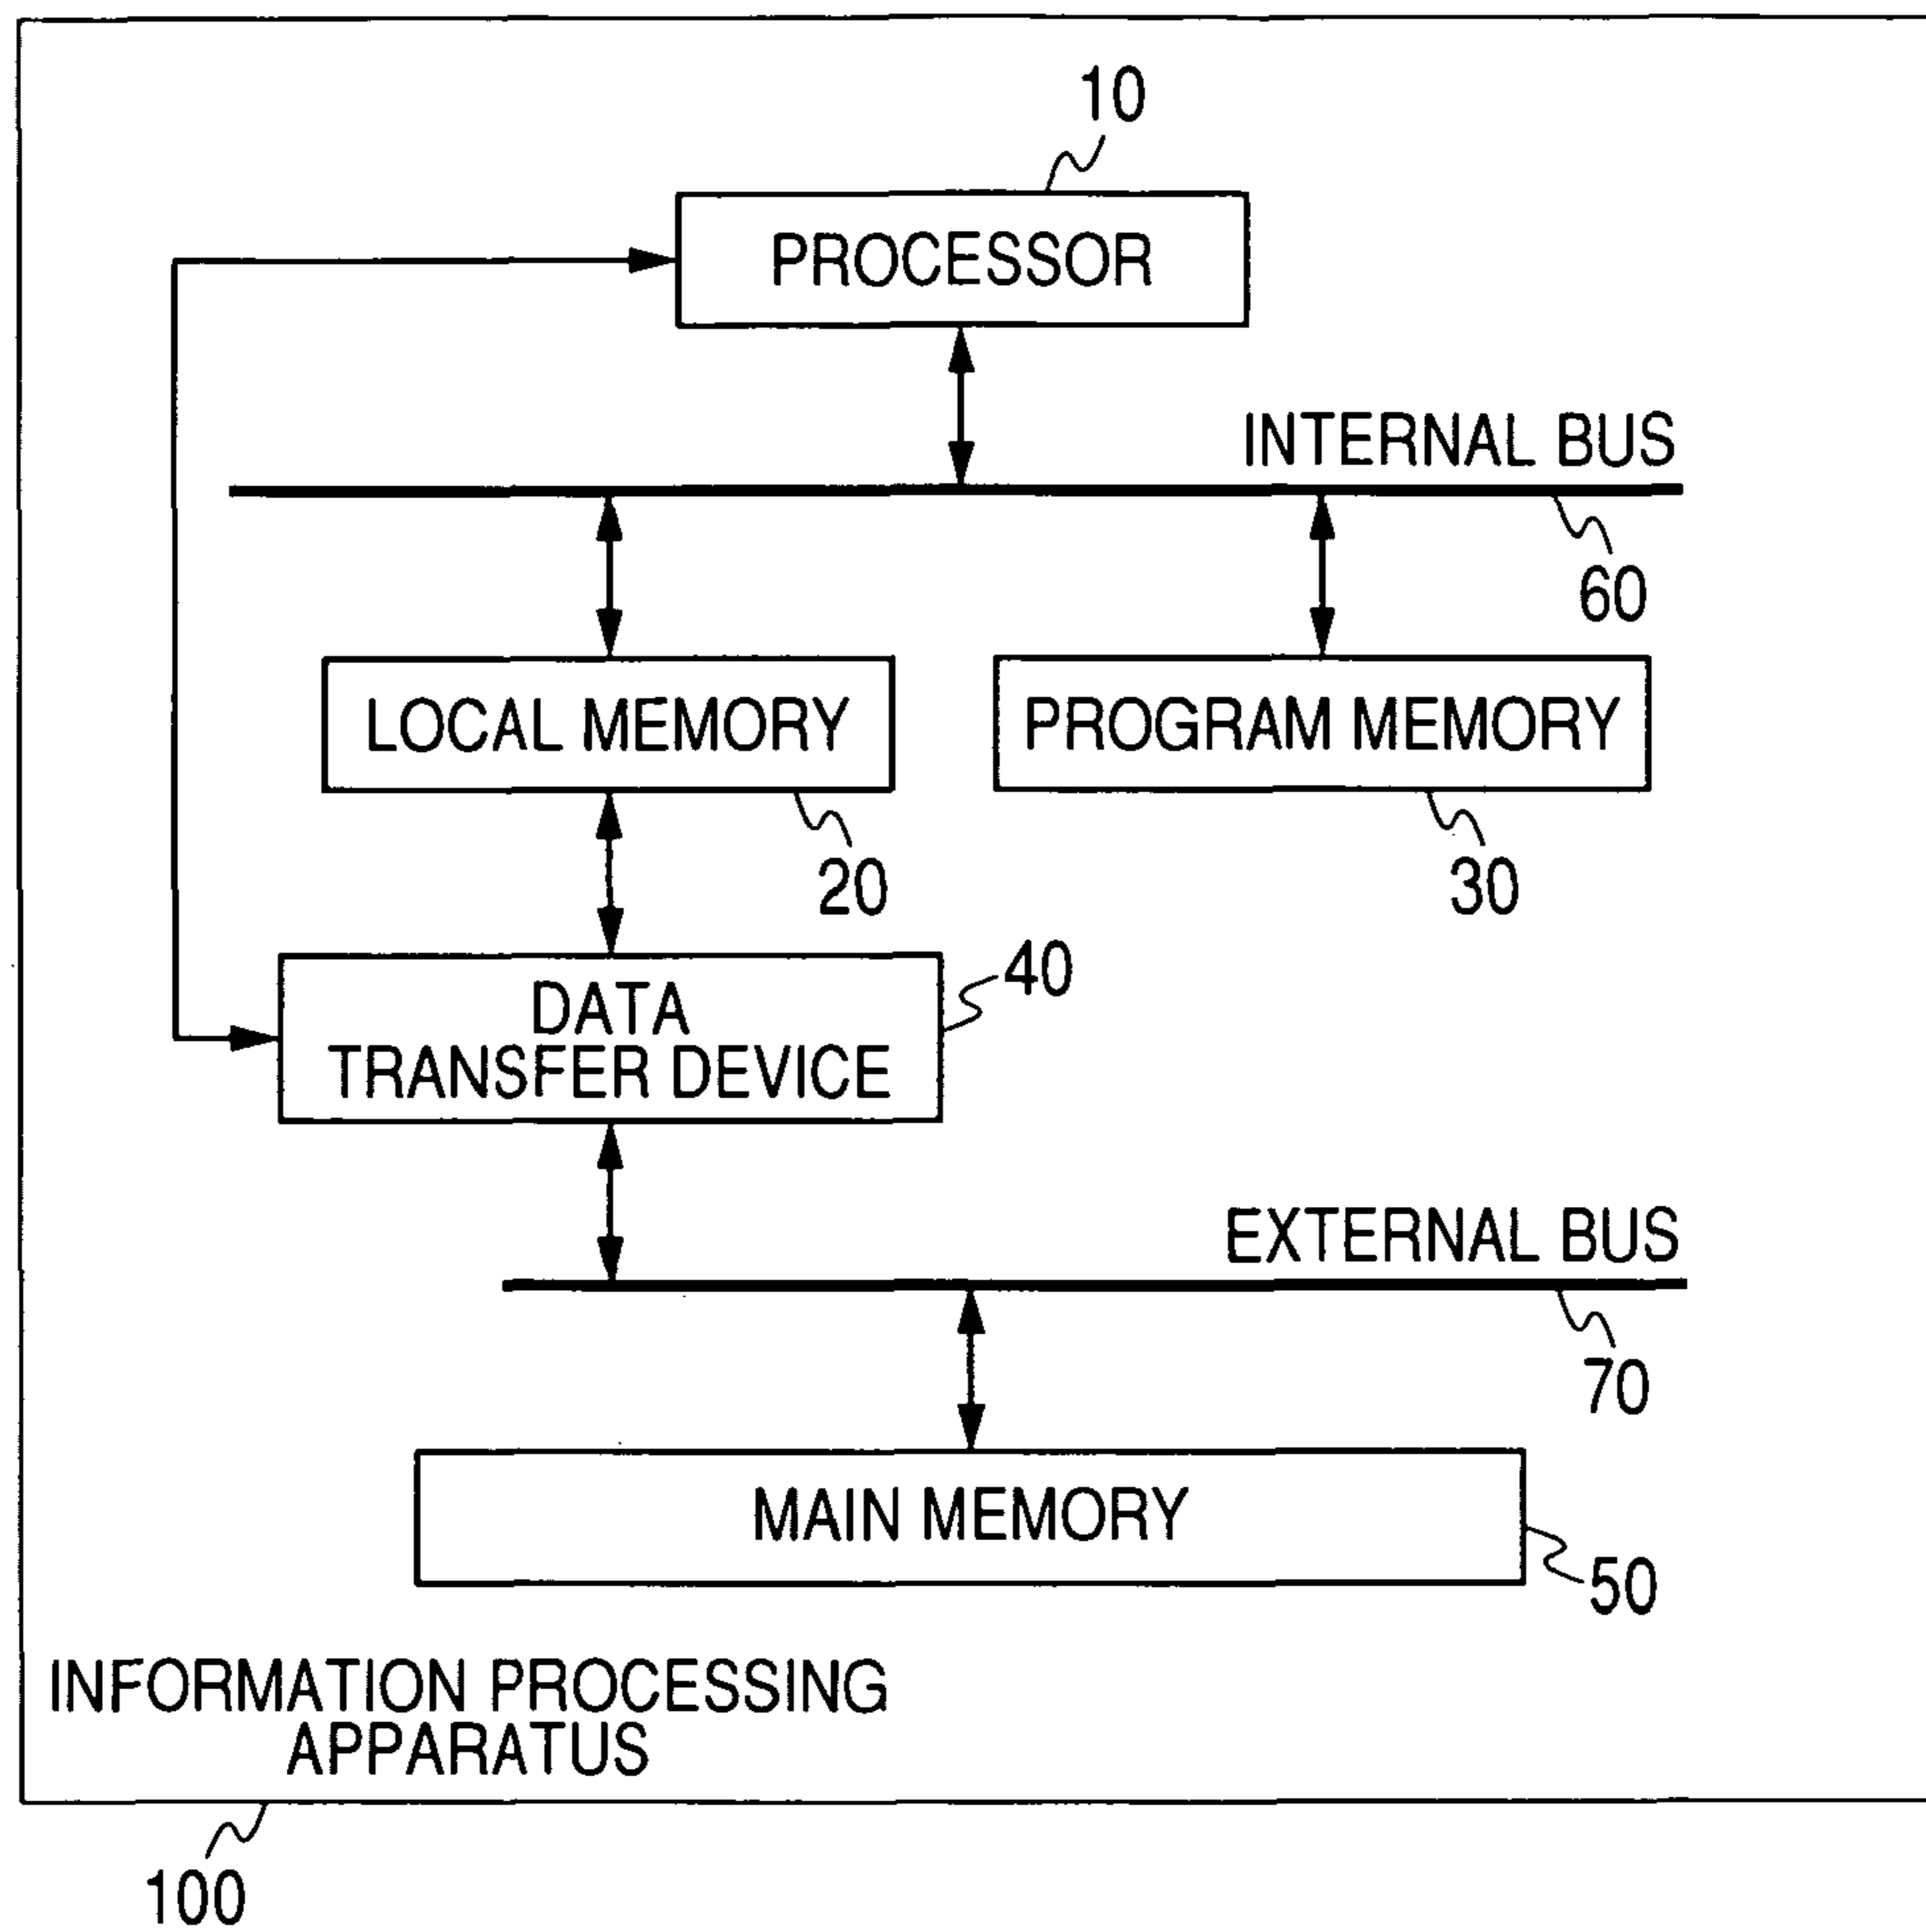 10
PROCESSOR
INTERNAL BUS
60
LOCAL MEMORY
PROGRAM MEMORY
20
30
40
DATA
TRANSFER DEVICE
EXTERNAL BUS
70
MAIN MEMORY
50
INFORMATION PROCESSING
APPARATUS
100